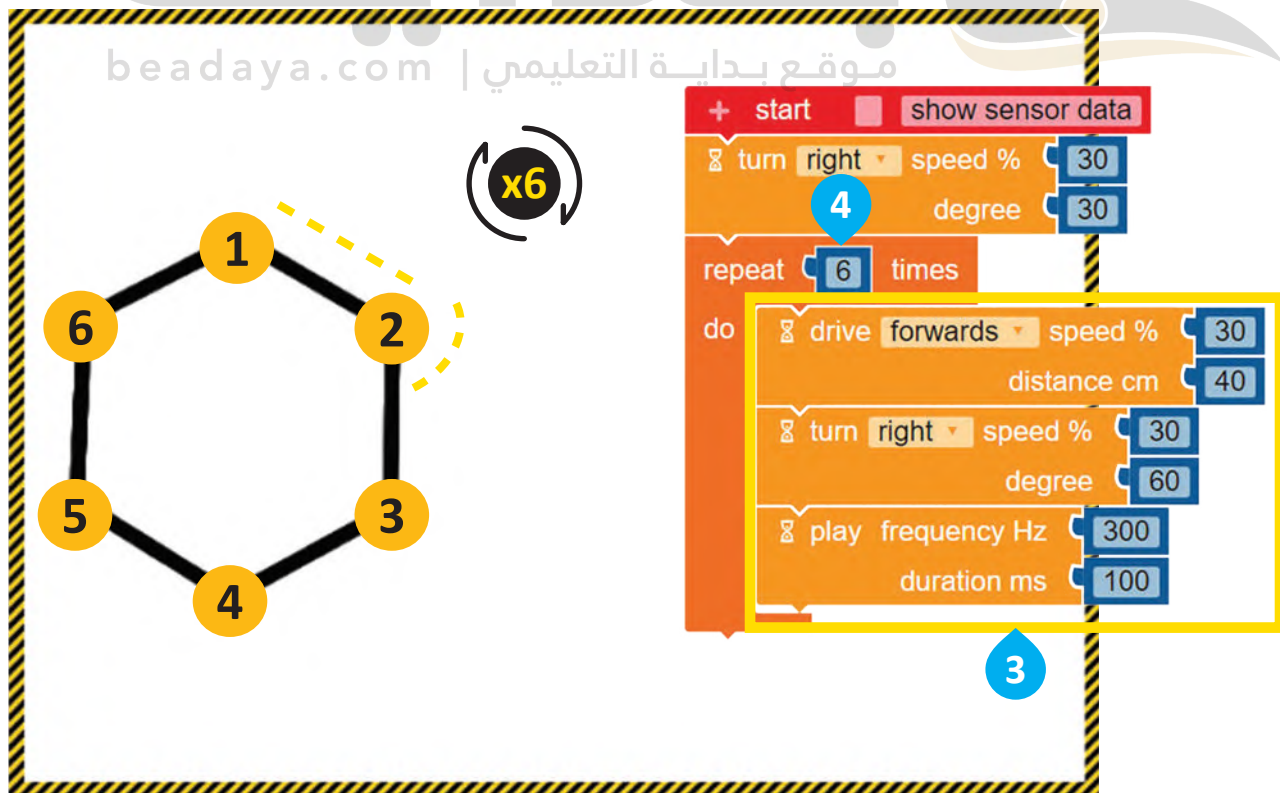 beadaya.com | موقع بداية التعليمي
x6
1
2
3
4
5
6
+ start show sensor data
turn right speed % 30
degree 30
4
repeat 6 times
do drive forwards speed % 30
distance cm 40
turn right speed % 30
degree 60
play frequency Hz 300
duration ms 100
3